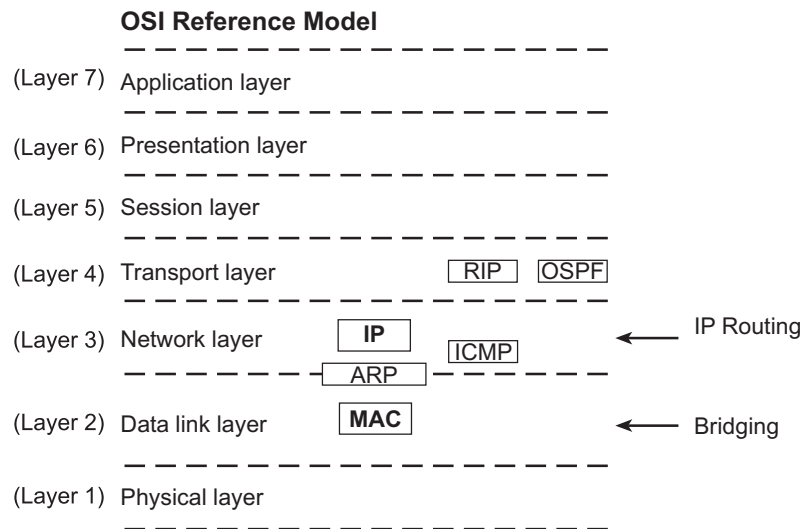 OSI Reference Model
(Layer 7) Application layer
(Layer 6) Presentation layer
(Layer 5) Session layer
(Layer 4) Transport layer RIP OSPF
(Layer 3) Network layer IP ICMP IP Routing
ARP
(Layer 2) Data link layer MAC Bridging
(Layer 1) Physical layer